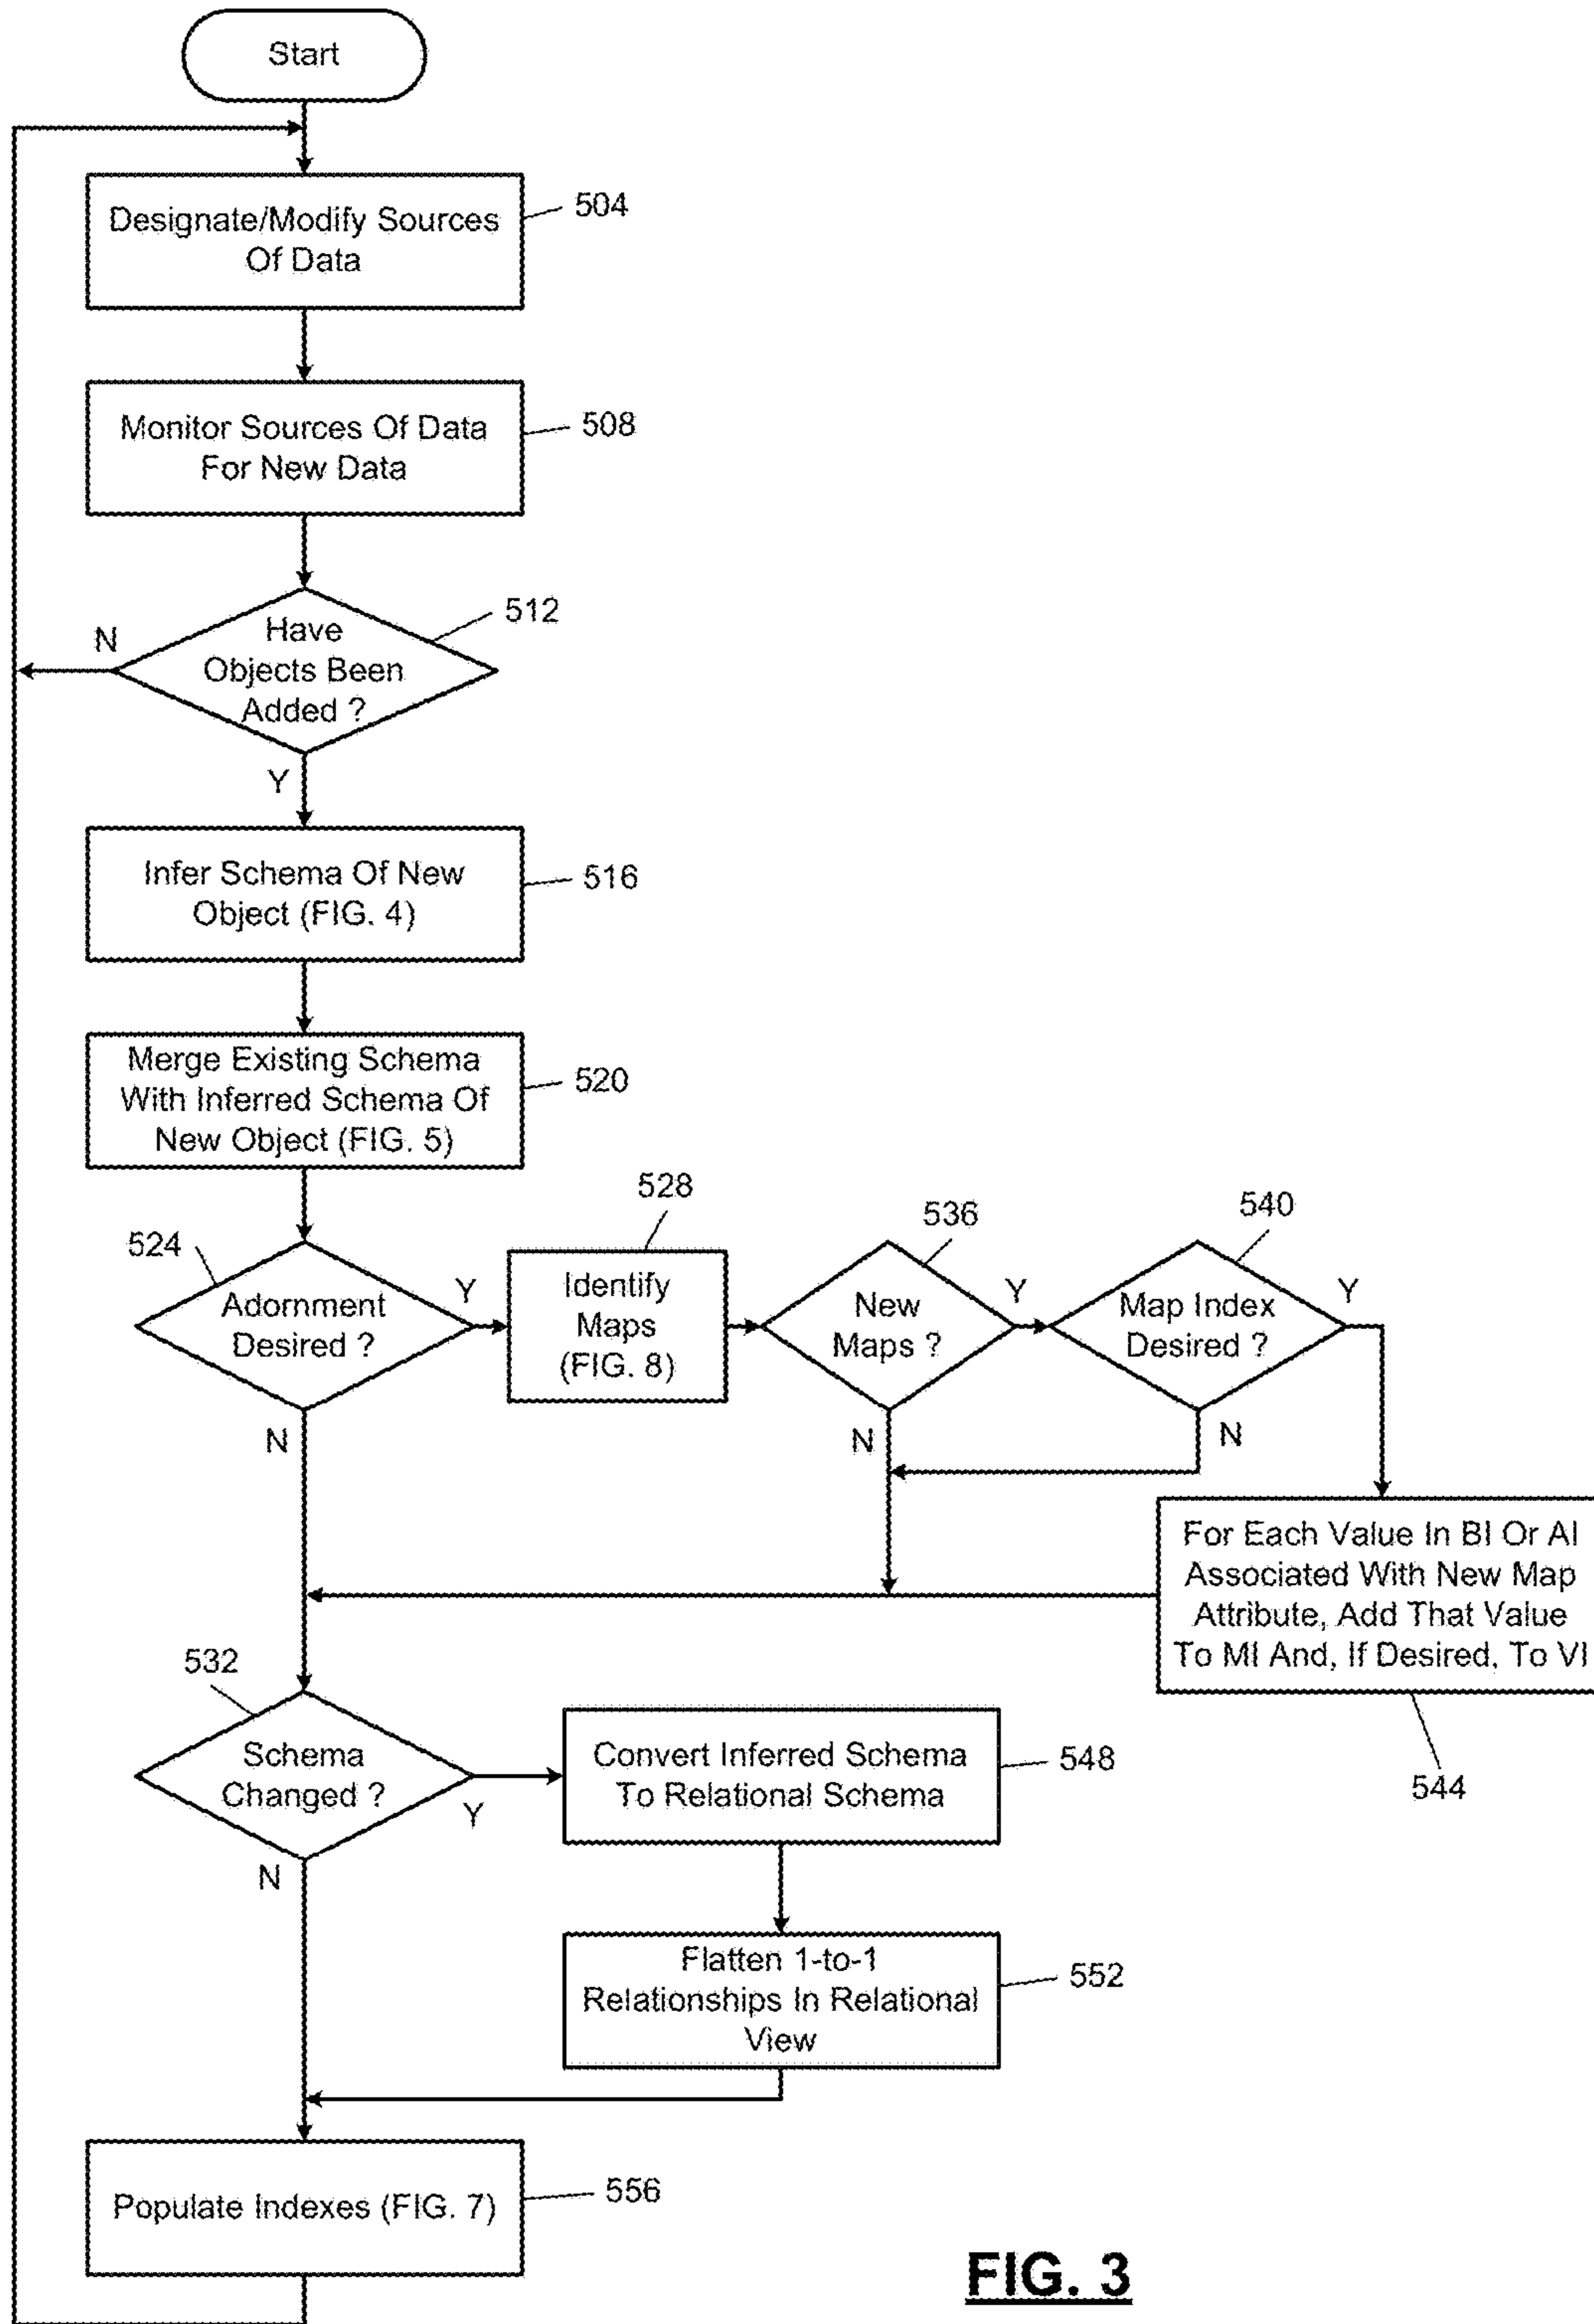 Start
Designate/Modify Sources
Of Data
504
Monitor Sources Of Data
For New Data
508
Have
Objects Been
Added ?
512
N
Y
Infer Schema Of New
Object (FIG. 4)
516
Merge Existing Schema
With Inferred Schema Of
New Object (FIG. 5)
520
524
Adornment
Desired ?
Y
N
528
Identify
Maps
(FIG. 8)
536
New
Maps ?
Y
N
540
Map Index
Desired ?
Y
N
For Each Value In BI Or AI
Associated With New Map
Attribute, Add That Value
To MI And, If Desired, To VI
544
532
Schema
Changed ?
Y
N
Convert Inferred Schema
To Relational Schema
548
Flatten 1-to-1
Relationships In Relational
View
552
Populate Indexes (FIG. 7)
556
FIG. 3